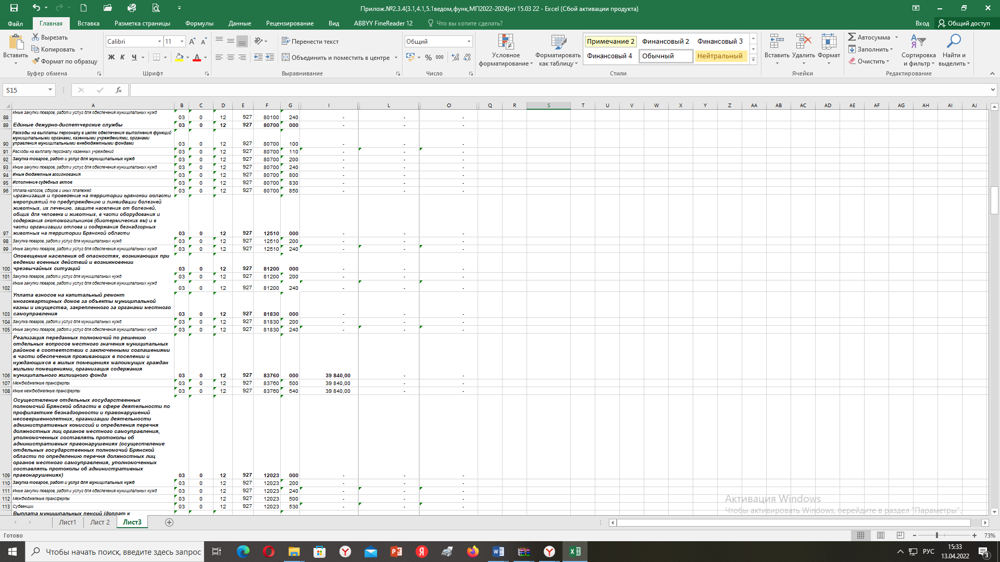 Прилож.№2.3.4(3.1,4.1,5.1ведом,функ,МП2022-2024)от 15.03 22 - Excel (Сбой активации продукта)
Файл Главная Вставка Разметка страницы Формулы Данные Рецензирование Вид ABBYY FineReader 12 Что вы хотите сделать? Вход Общий доступ
Вставить
Вырезать
Копировать
Формат по образцу
Буфер обмена
Calibri 11
Ж К Ч
Шрифт
Перенести текст
Объединить и поместить в центре
Выравнивание
Общий
% 000
Число
Условное форматирование
Форматировать как таблицу
Примечание 2 Финансовый 2 Финансовый 3
Финансовый 4 Обычный Нейтральный
Стили
Вставить Удалить Формат
Ячейки
Автосумма
Заполнить
Очистить
Сортировка и фильтр
Найти и выделить
Редактирование
S15
A B C D E F G I L O Q R S T U V W X Y Z AA AB AC AD AE AF AG AH AI AJ
88 Иные закупки товаров, работ и услуг для обеспечения муниципальных нужд 03 0 12 927 80100 240 - - -
89 Единые дежурно-диспетчерские службы 03 0 12 927 80700 000 - - -
Расходы на выплаты персоналу в целях обеспечения выполнения функций
муниципальными органами, казенными учреждениями, органами
90 управления муниципальными внебюджетными фондами 03 0 12 927 80700 100 - - -
91 Расходы на выплату персоналу казенных учреждений 03 0 12 927 80700 110 - - -
92 Закупка товаров, работ и услуг для муниципальных нужд 03 0 12 927 80700 200 - - -
93 Иные закупки товаров, работ и услуг для обеспечения муниципальных нужд 03 0 12 927 80700 240 - - -
94 Иные бюджетные ассигнования 03 0 12 927 80700 800 - - -
95 Исполнение судебных актов 03 0 12 927 80700 830 - - -
96 Уплата налогов, сборов и иных платежей 03 0 12 927 80700 850 - - -
Организация и проведение на территории Брянской области
мероприятий по предупреждению и ликвидации болезней
животных, их лечению, защите населения от болезней,
общих для человека и животных, в части оборудования и
содержания скотомогильников (биотермических ям) и в
части организации отлова и содержания безнадзорных
97 животных на территории Брянской области 03 0 12 927 12510 000 - - -
98 Закупка товаров, работ и услуг для муниципальных нужд 03 0 12 927 12510 200 - - -
99 Иные закупки товаров, работ и услуг для обеспечения муниципальных нужд 03 0 12 927 12510 240 - - -
Оповещение населения об опасностях, возникающих при
ведении военных действий и возникновении
100 чрезвычайных ситуаций 03 0 12 927 81200 000 - - -
101 Закупка товаров, работ и услуг для муниципальных нужд 03 0 12 927 81200 200 - - -
102 Иные закупки товаров, работ и услуг для обеспечения муниципальных нужд 03 0 12 927 81200 240 - - -
Уплата взносов на капитальный ремонт
многоквартирных домов за объекты муниципальной
казны и имущества, закрепленного за органами местного
103 самоуправления 03 0 12 927 81830 000 - - -
104 Закупка товаров, работ и услуг для муниципальных нужд 03 0 12 927 81830 200 - - -
105 Иные закупки товаров, работ и услуг для обеспечения муниципальных нужд 03 0 12 927 81830 240 - - -
Реализация переданных полномочий по решению
отдельных вопросов местного значения муниципальных
районов в соответствии с заключенными соглашениями
в части обеспечения проживающих в поселении и
нуждающихся в жилых помещениях малоимущих граждан
жилыми помещениями, организация содержания
106 муниципального жилищного фонда 03 0 12 927 83760 000 39 840,00 - -
107 Межбюджетные трансферты 03 0 12 927 83760 500 39 840,00 - -
108 Иные межбюджетные трансферты 03 0 12 927 83760 540 39 840,00 - -
Осуществление отдельных государственных
полномочий Брянской области в сфере деятельности по
профилактике безнадзорности и правонарушений
несовершеннолетних, организации деятельности
административных комиссий и определения перечня
должностных лиц органов местного самоуправления,
уполномоченных составлять протоколы об
административных правонарушениях (осуществление
отдельных государственных полномочий Брянской
области по определению перечня должностных лиц
органов местного самоуправления, уполномоченных
составлять протоколы об административных
109 правонарушениях) 03 0 12 927 12023 000 - - -
110 Закупка товаров, работ и услуг для муниципальных нужд 03 0 12 927 12023 200 - - -
111 Иные закупки товаров, работ и услуг для обеспечения муниципальных нужд 03 0 12 927 12023 240 - - -
112 Межбюджетные трансферты 03 0 12 927 12023 500 - - -
113 Субвенции 03 0 12 927 12023 530 - - -
Выплата муниципальных пенсий (доплат к
Активация Windows
Чтобы активировать Windows, перейдите в раздел "Параметры".
Лист1 Лист 2 Лист3
Готово 73%
Чтобы начать поиск, введите здесь запрос
РУС 15:33
13.04.2022 3